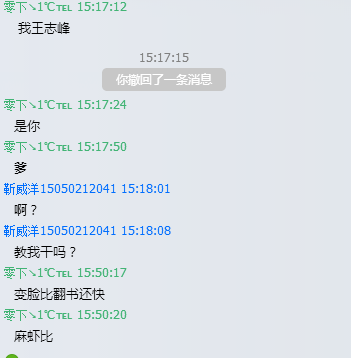 零下↘1℃℡ 15:17:12
我王志峰
15:17:15
你撤回了一条消息
零下↘1℃℡ 15:17:24
是你
零下↘1℃℡ 15:17:50
爹
靳威洋15050212041 15:18:01
啊？
靳威洋15050212041 15:18:08
教我干吗？
零下↘1℃℡ 15:50:17
变脸比翻书还快
零下↘1℃℡ 15:50:20
麻虾比